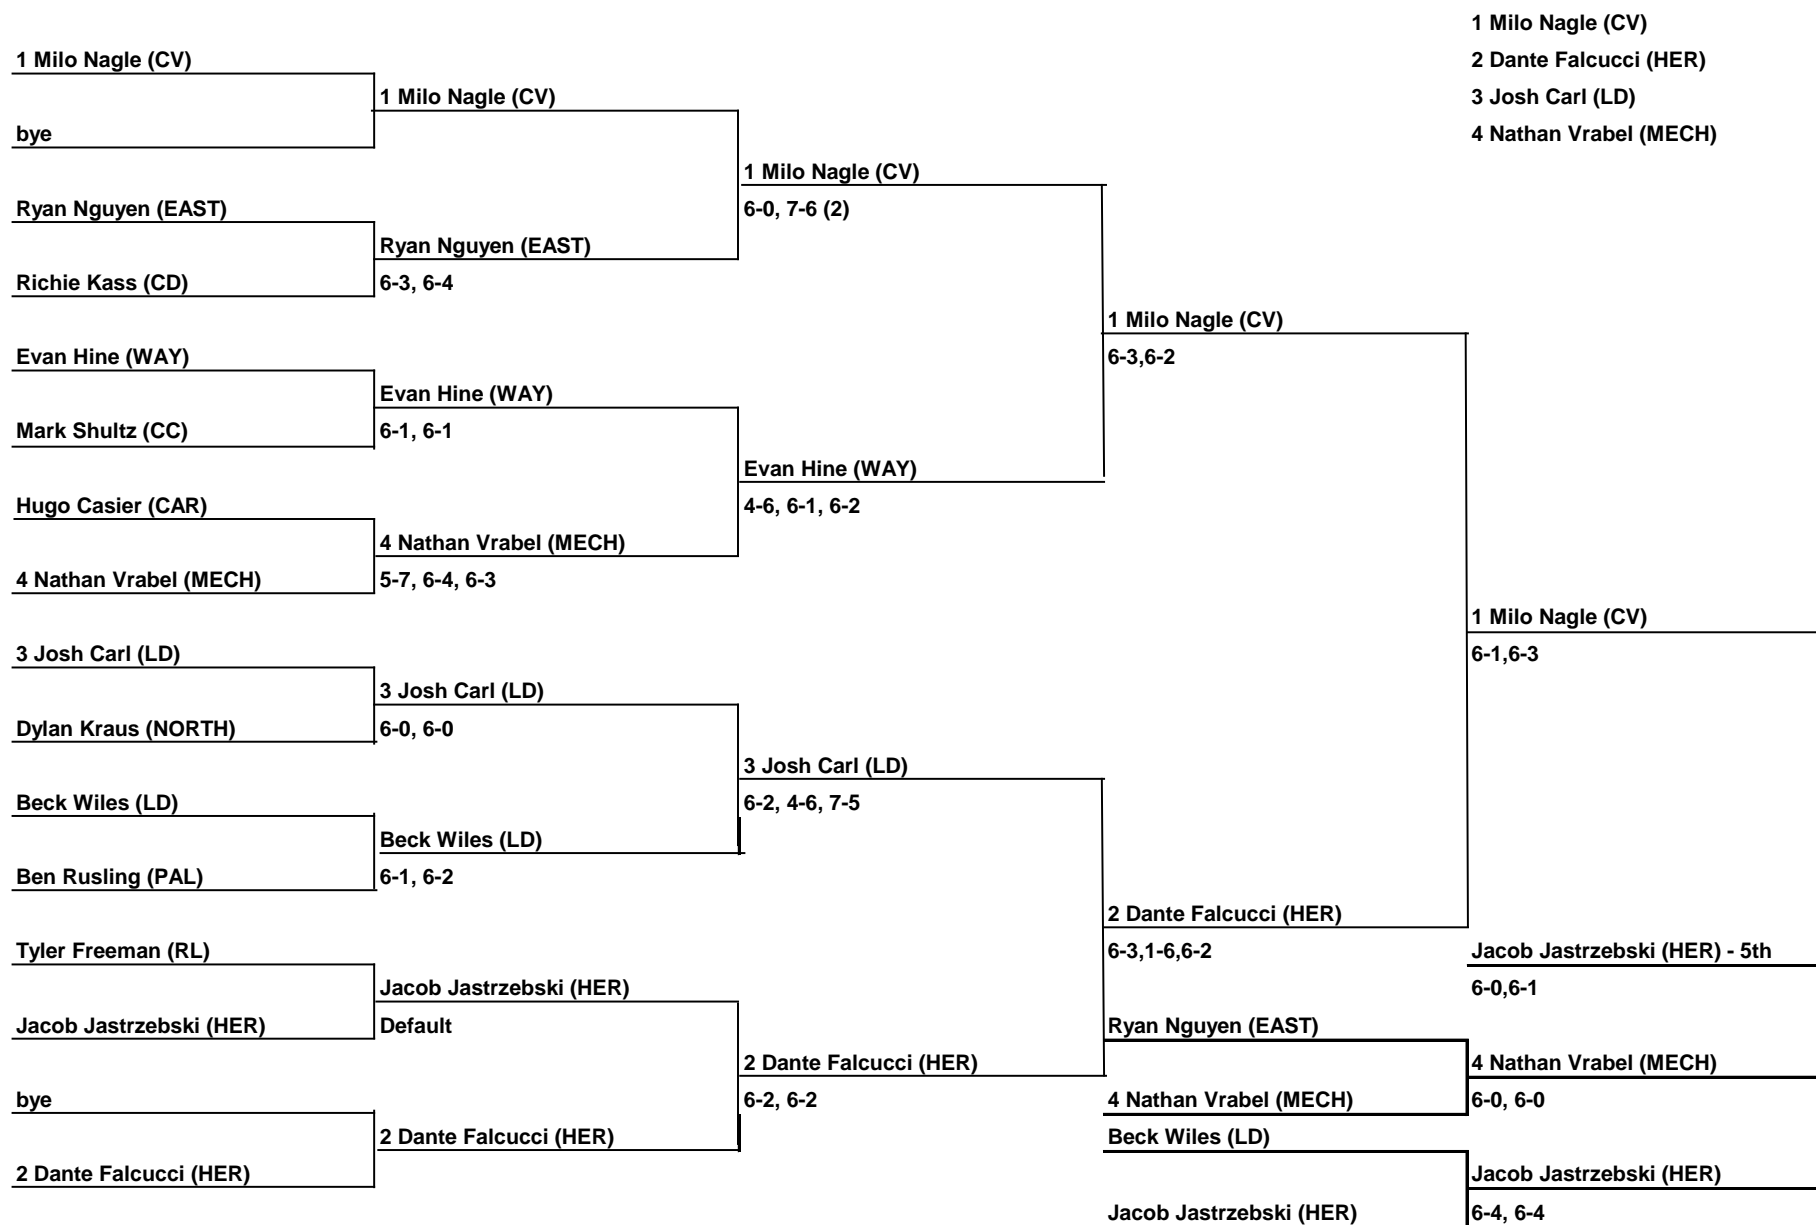 1 Milo Nagle (CV)
2 Dante Falcucci (HER)
3 Josh Carl (LD)
4 Nathan Vrabel (MECH)
1 Milo Nagle (CV)
bye
Ryan Nguyen (EAST)
Richie Kass (CD)
Evan Hine (WAY)
Mark Shultz (CC)
Hugo Casier (CAR)
4 Nathan Vrabel (MECH)
3 Josh Carl (LD)
Dylan Kraus (NORTH)
Beck Wiles (LD)
Ben Rusling (PAL)
Tyler Freeman (RL)
Jacob Jastrzebski (HER)
bye
2 Dante Falcucci (HER)
1 Milo Nagle (CV)
Ryan Nguyen (EAST)
6-3, 6-4
Evan Hine (WAY)
6-1, 6-1
4 Nathan Vrabel (MECH)
5-7, 6-4, 6-3
3 Josh Carl (LD)
6-0, 6-0
Beck Wiles (LD)
6-1, 6-2
Jacob Jastrzebski (HER)
Default
2 Dante Falcucci (HER)
1 Milo Nagle (CV)
6-0, 7-6 (2)
Evan Hine (WAY)
4-6, 6-1, 6-2
3 Josh Carl (LD)
6-2, 4-6, 7-5
2 Dante Falcucci (HER)
6-2, 6-2
1 Milo Nagle (CV)
6-3,6-2
2 Dante Falcucci (HER)
6-3,1-6,6-2
Ryan Nguyen (EAST)
4 Nathan Vrabel (MECH)
Beck Wiles (LD)
Jacob Jastrzebski (HER)
1 Milo Nagle (CV)
6-1,6-3
Jacob Jastrzebski (HER) - 5th
6-0,6-1
4 Nathan Vrabel (MECH)
6-0, 6-0
Jacob Jastrzebski (HER)
6-4, 6-4